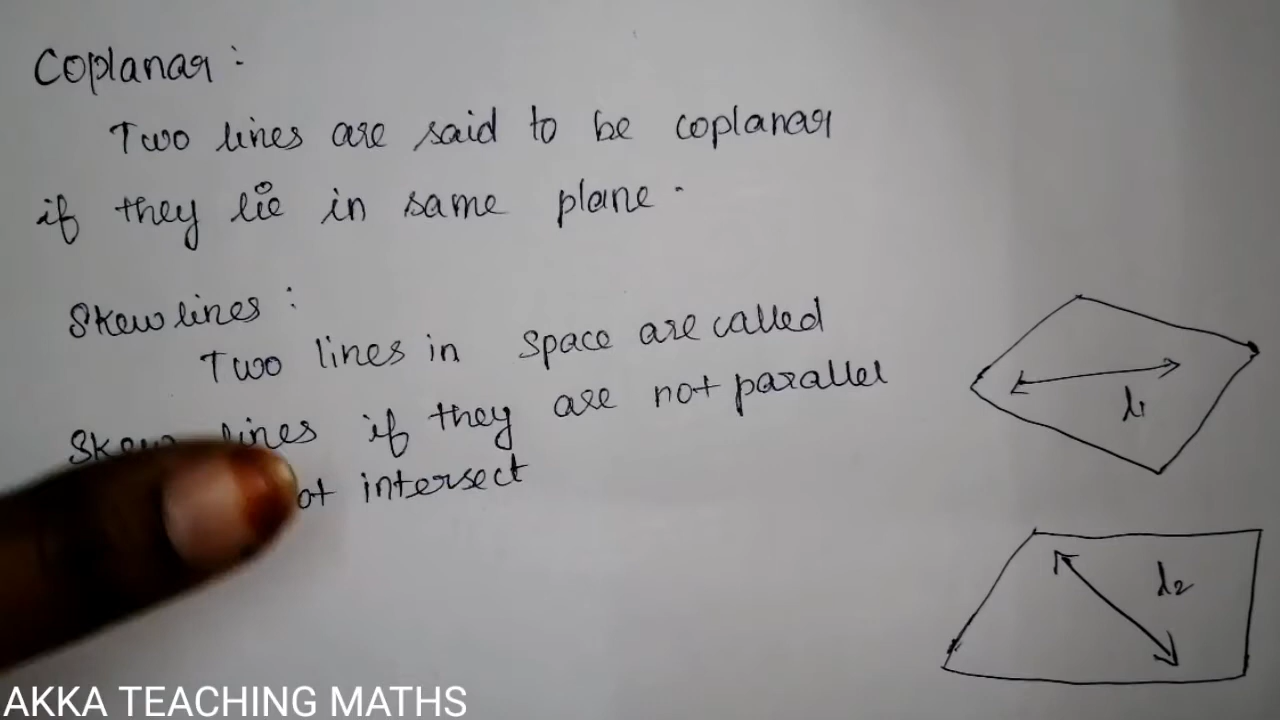 Coplanar :
Two lines are said to be coplanar
if they lie in same plane .
Skew lines :
Two lines in space are called
Skew lines if they are not parallel
intersect
l1
l2
AKKA TEACHING MATHS